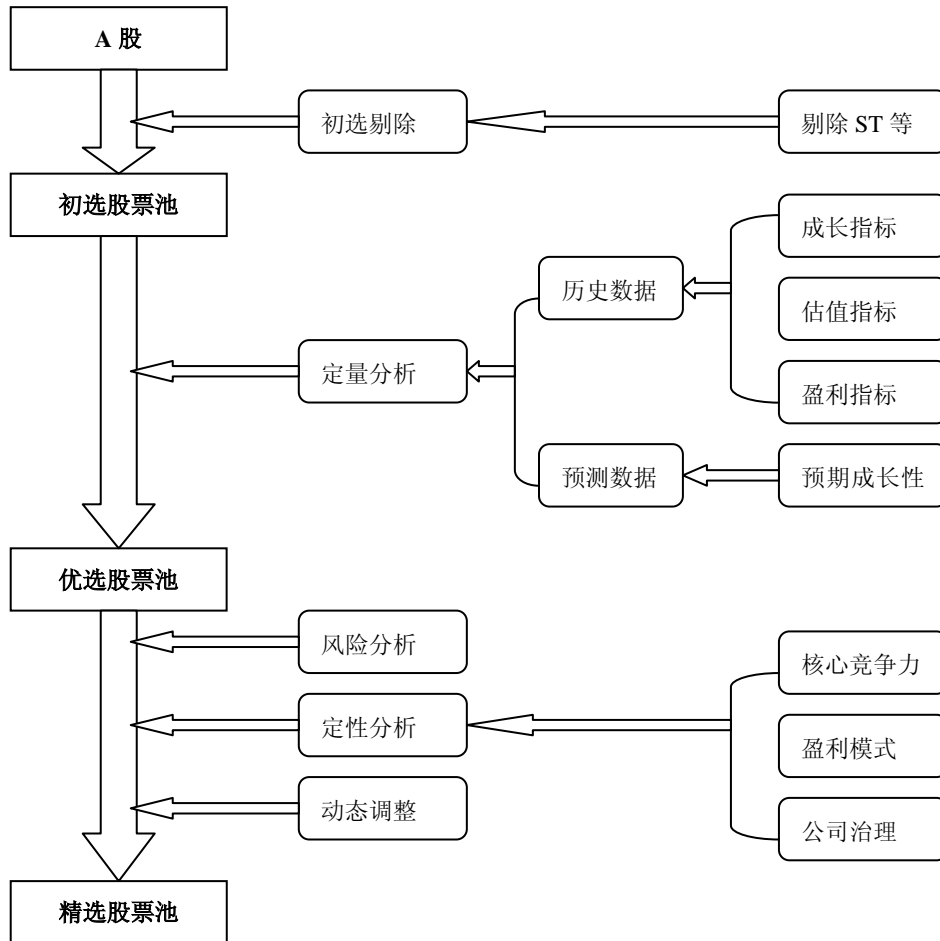 A 股
初选剔除
剔除 ST 等
初选股票池
成长指标
历史数据
估值指标
定量分析
盈利指标
预测数据
预期成长性
优选股票池
风险分析
核心竞争力
定性分析
盈利模式
动态调整
公司治理
精选股票池